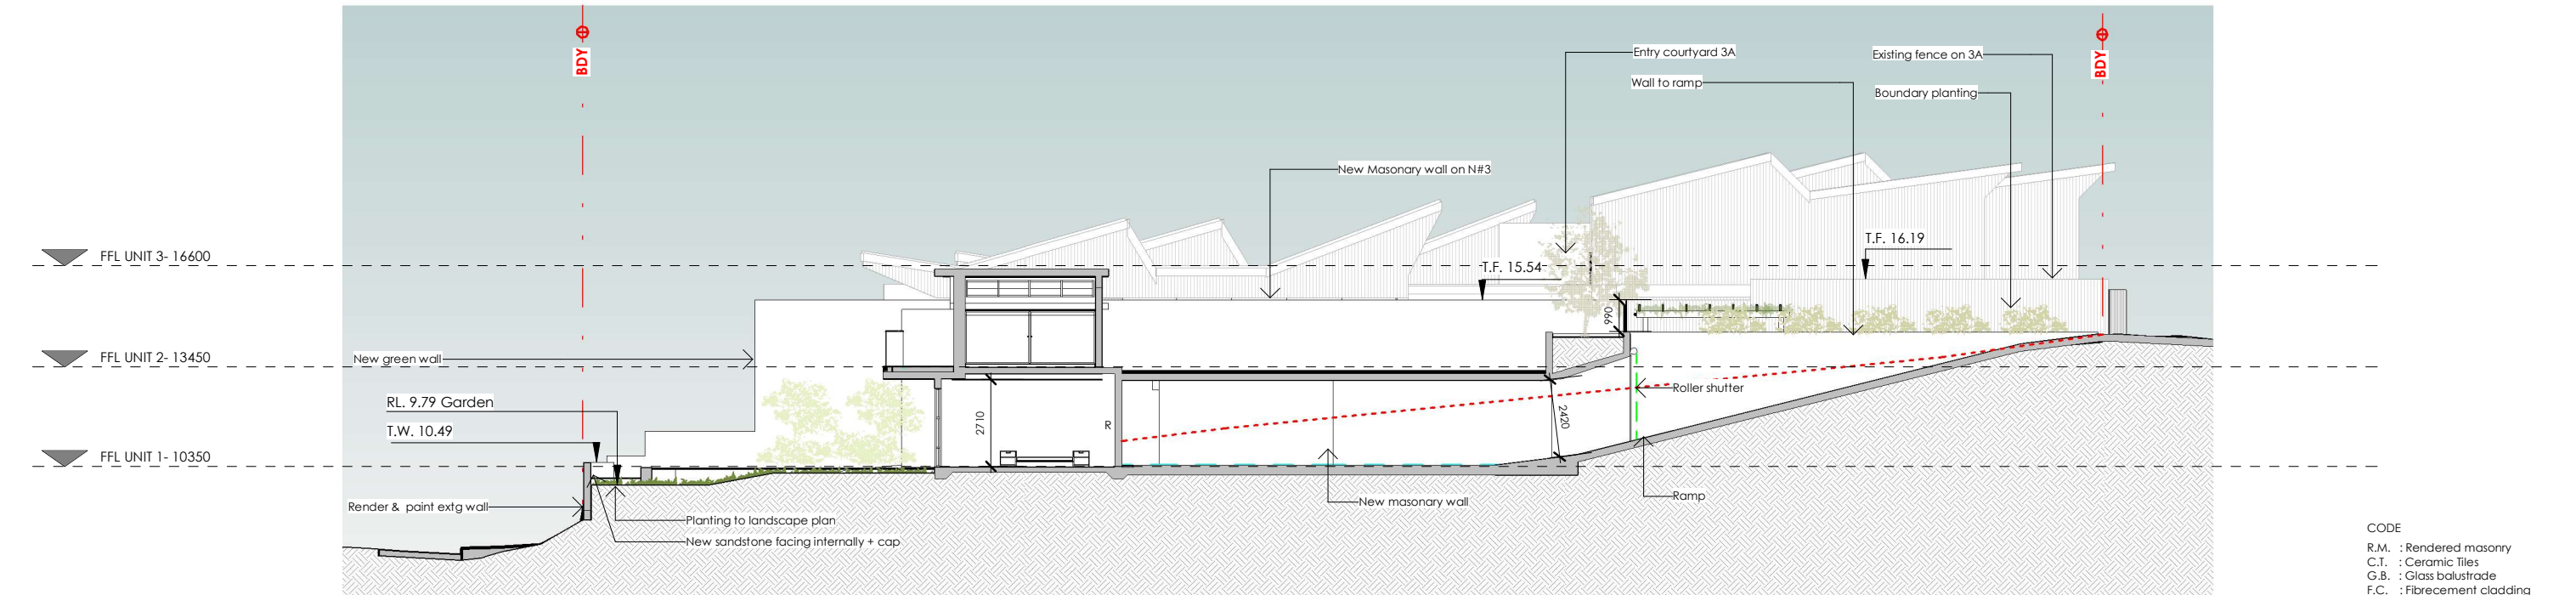 BDY
BDY
Entry courtyard 3A
Existing fence on 3A
Wall to ramp
Boundary planting
New Masonary wall on N#3
T.F. 16.19
FFL UNIT 3- 16600
T.F. 15.54
990
New green wall
FFL UNIT 2- 13450
Roller shutter
RL. 9.79 Garden
T.W. 10.49
2710
R
2420
FFL UNIT 1- 10350
Ramp
New masonry wall
Render & paint extg wall
Planting to landscape plan
New sandstone facing internally + cap
CODE
R.M. : Rendered masonry
C.T. : Ceramic Tiles
G.B. : Glass balustrade
F.C. : Fibrecement cladding